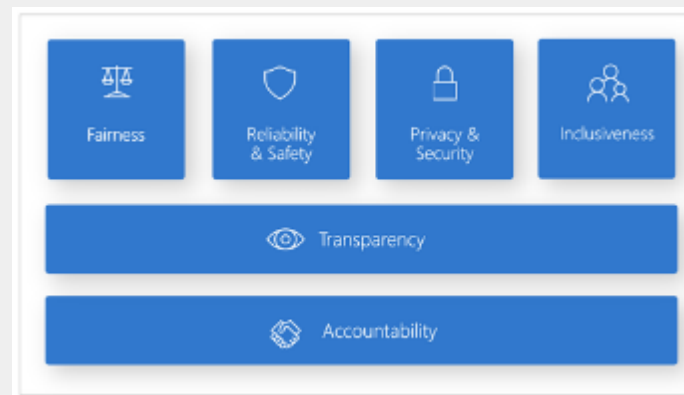 Fairness
Reliability
& Safety
Privacy &
Security
Inclusiveness
Transparency
Accountability